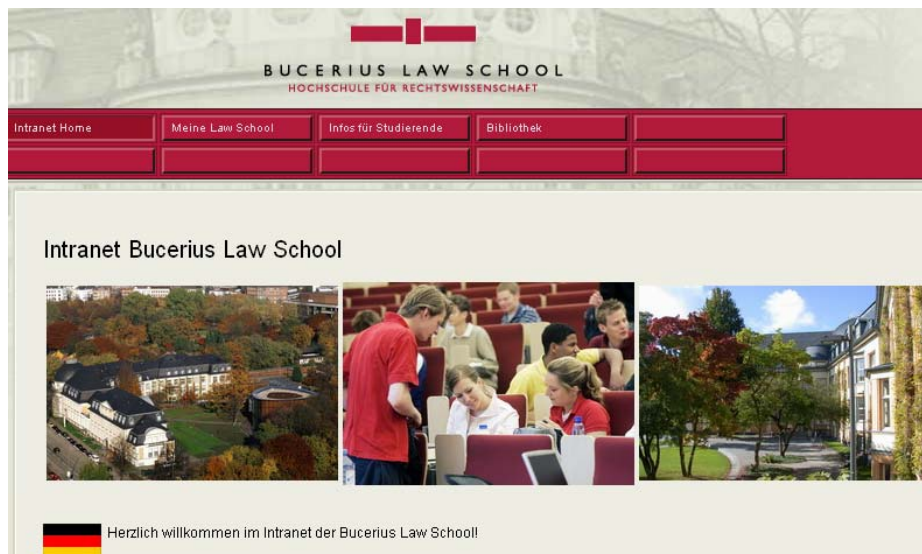 BUCERIUS LAW SCHOOL
HOCHSCHULE FÜR RECHTSWISSENSCHAFT
Intranet Home
Meine Law School
Infos für Studierende
Bibliothek
Intranet Bucerius Law School
Herzlich willkommen im Intranet der Bucerius Law School!